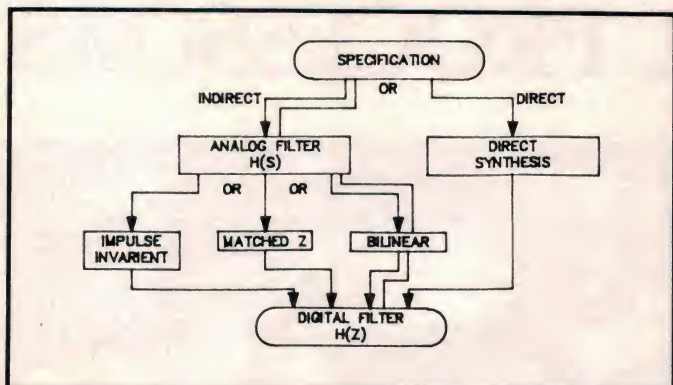 SPECIFICATION
OR
INDIRECT
DIRECT
ANALOG FILTER
H(S)
DIRECT
SYNTHESIS
OR
OR
IMPULSE
INVARIENT
MATCHED Z
BILINEAR
DIGITAL FILTER
H(Z)